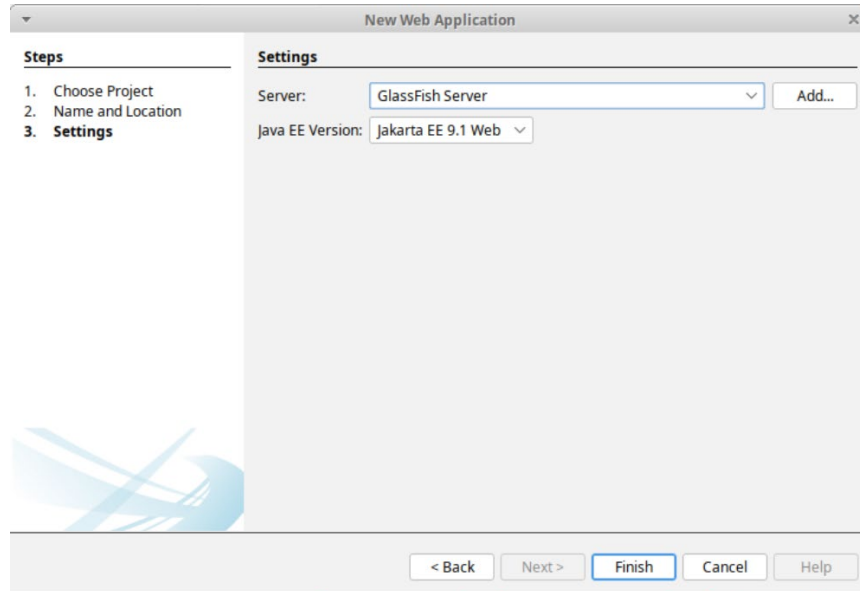 New Web Application
Steps
1. Choose Project
2. Name and Location
3. Settings
Settings
Server: GlassFish Server Add...
Java EE Version: Jakarta EE 9.1 Web
< Back Next > Finish Cancel Help